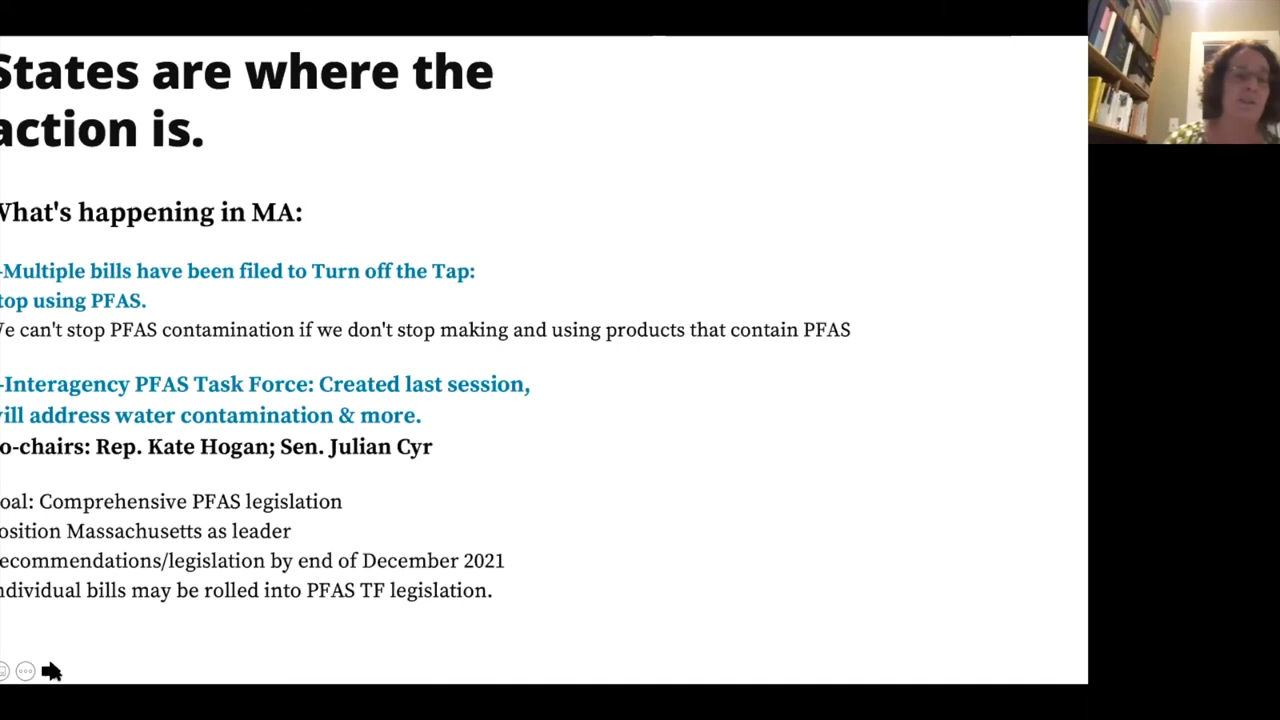 States are where the
action is.
What's happening in MA:
-Multiple bills have been filed to Turn off the Tap:
top using PFAS.
We can't stop PFAS contamination if we don't stop making and using products that contain PFAS
-Interagency PFAS Task Force: Created last session,
will address water contamination & more.
o-chairs: Rep. Kate Hogan; Sen. Julian Cyr
oal: Comprehensive PFAS legislation
osition Massachusetts as leader
ecommendations/legislation by end of December 2021
ndividual bills may be rolled into PFAS TF legislation.